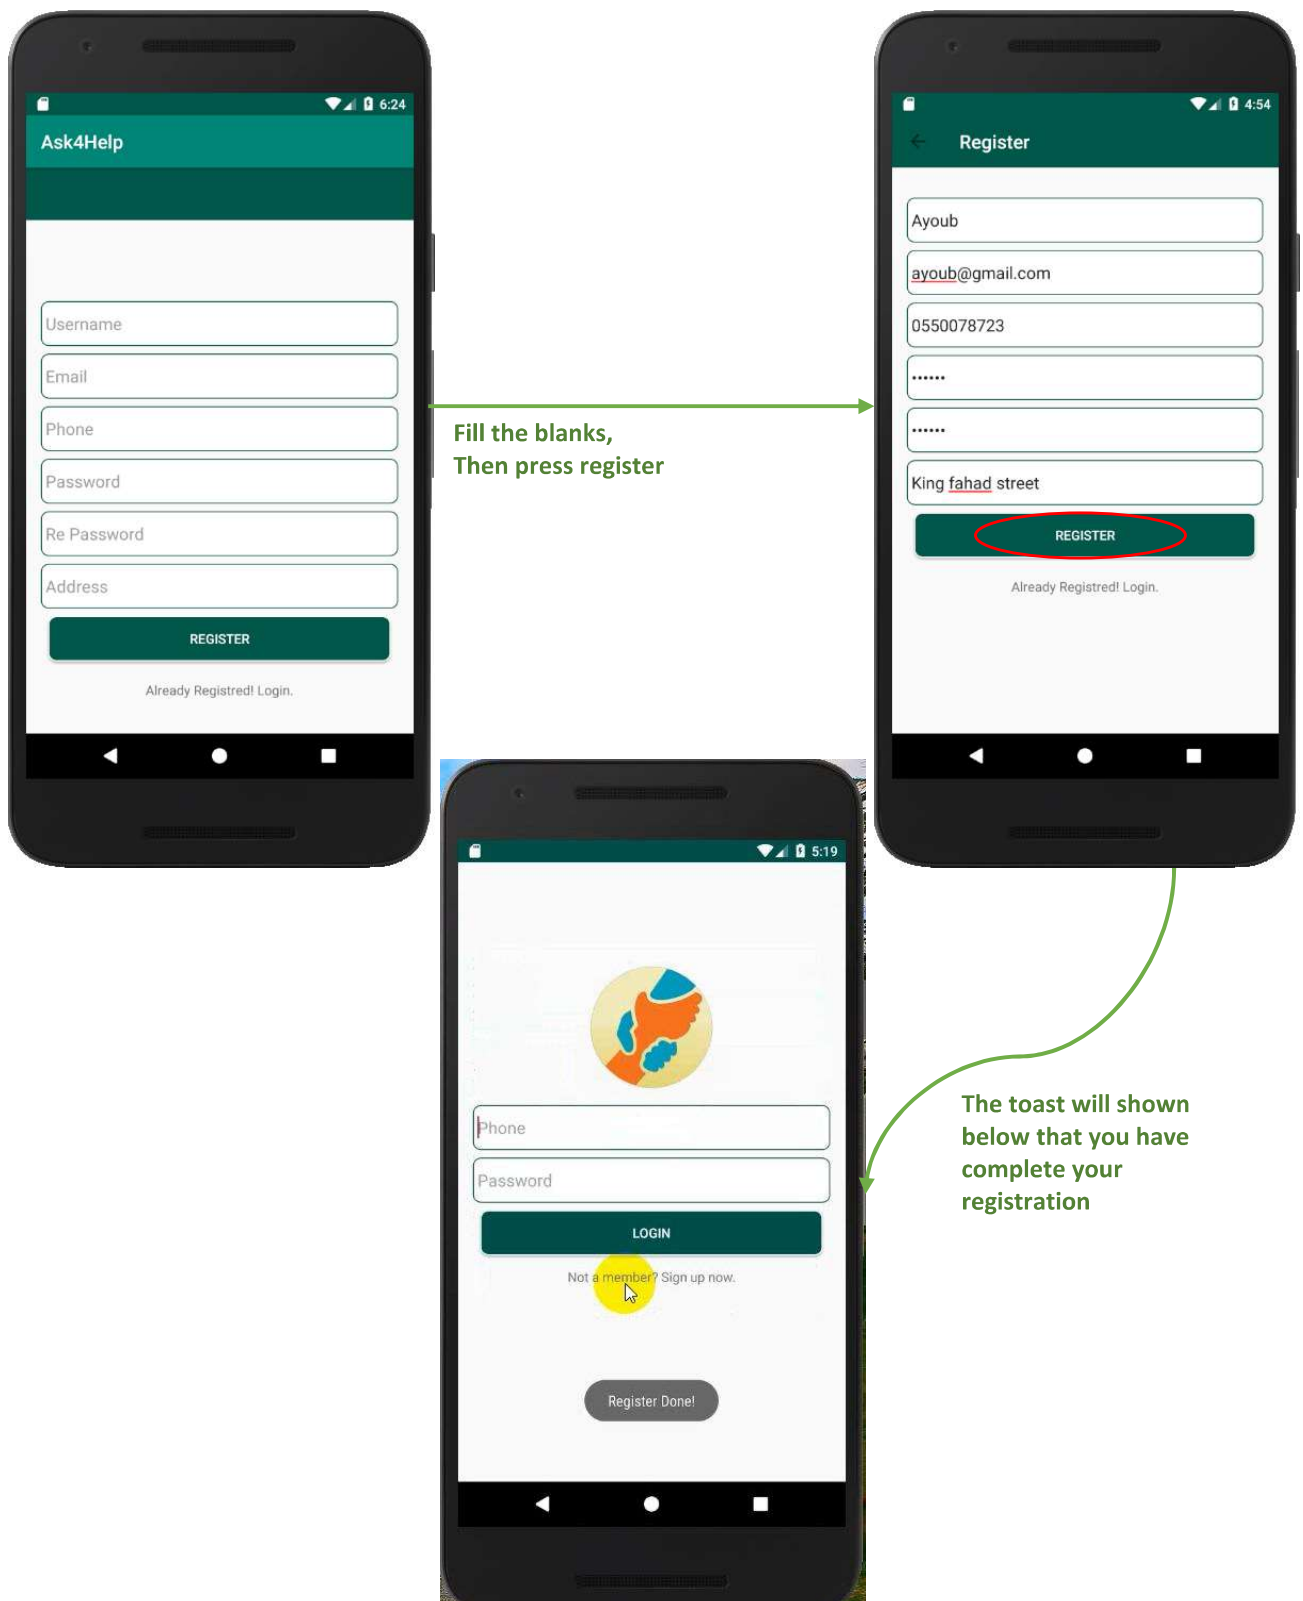 6:24
Ask4Help
Username
Email
Phone
Password
Re Password
Address
REGISTER
Already Registred! Login.
Fill the blanks,
Then press register
4:54
Register
Ayoub
ayoub@gmail.com
0550078723
••••••
••••••
King fahad street
REGISTER
Already Registred! Login.
The toast will shown
below that you have
complete your
registration
5:19
Phone
Password
LOGIN
Not a member? Sign up now.
Register Done!